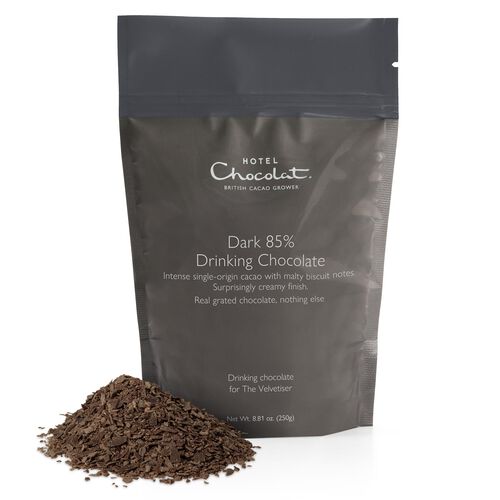 HOTEL
Chocolat.
BRITISH CACAO GROWER
Dark 85%
Drinking Chocolate
Intense single-origin cacao with malty biscuit notes
Surprisingly creamy finish.
Real grated chocolate, nothing else
Drinking chocolate
for The Velvetiser
Net Wt. 8.81 oz. (250g)